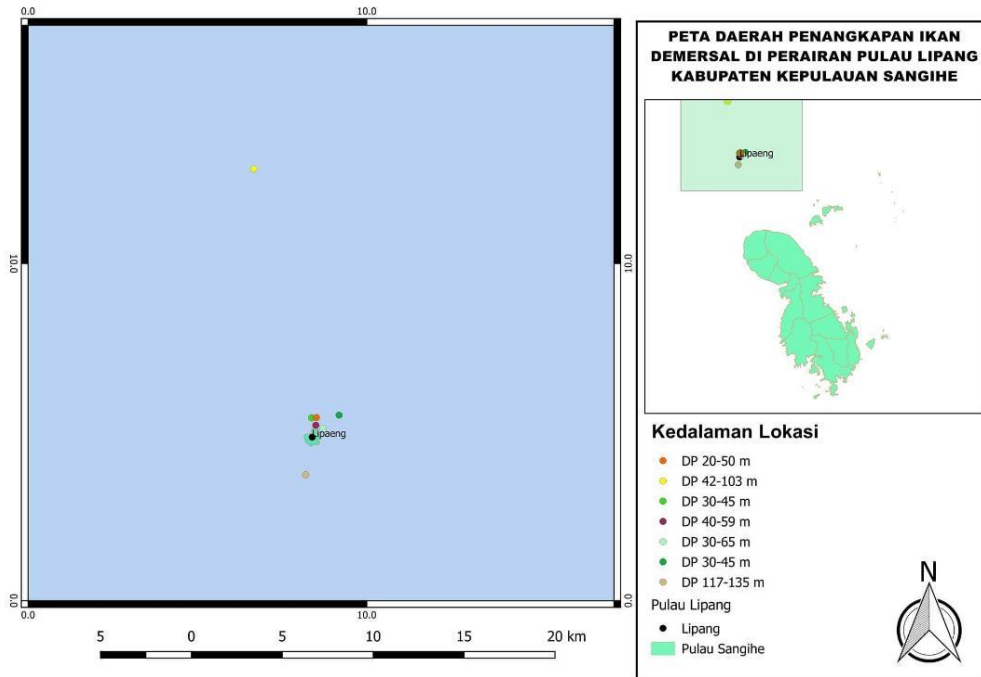 0.0
10.0
10.0
10.0
0.0
0.0
0.0
10.0
5
0
5
10
15
20 km
Lipaeng
PETA DAERAH PENANGKAPAN IKAN
DEMERSAL DI PERAIRAN PULAU LIPANG
KABUPATEN KEPULAUAN SANGIHE
Lipaeng
Kedalaman Lokasi
DP 20-50 m
DP 42-103 m
DP 30-45 m
DP 40-59 m
DP 30-65 m
DP 30-45 m
DP 117-135 m
Pulau Lipang
Lipang
Pulau Sangihe
N